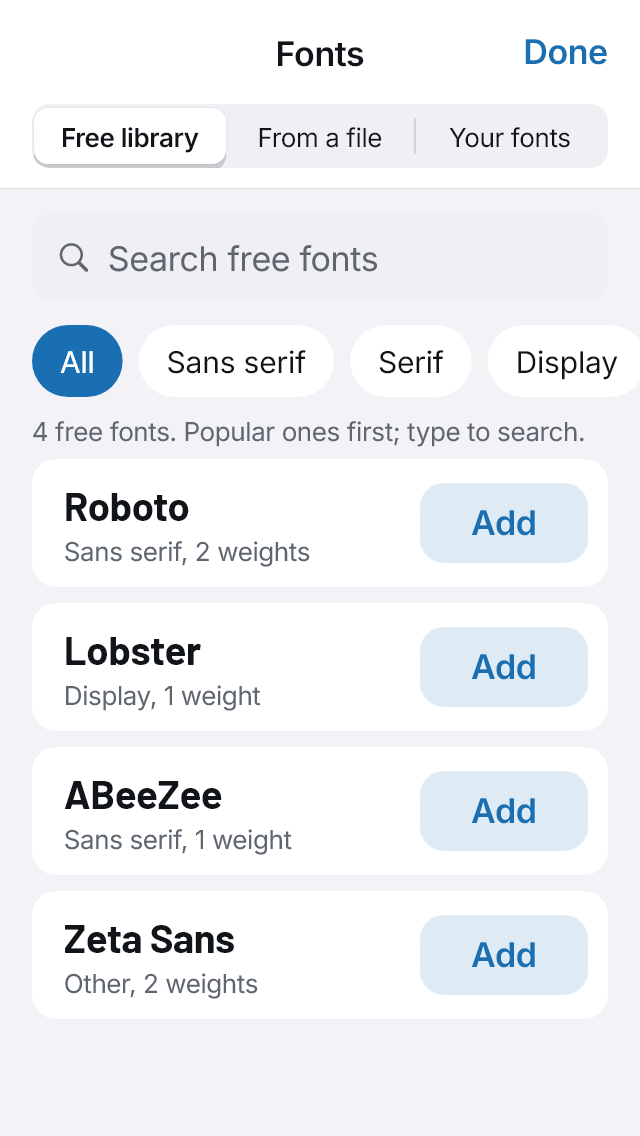 Fonts
Done
Free library
From a file
Your fonts
Search free fonts
All
Sans serif
Serif
Display
4 free fonts. Popular ones first; type to search.
Roboto
Sans serif, 2 weights
Add
Lobster
Display, 1 weight
Add
ABeeZee
Sans serif, 1 weight
Add
Zeta Sans
Other, 2 weights
Add